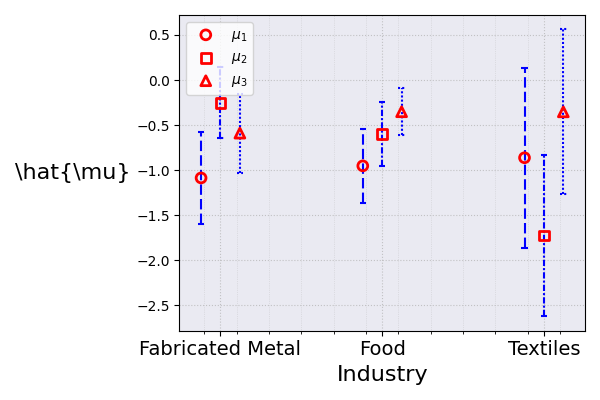 μ₁
μ₂
μ₃
0.5
0.0
−0.5
−1.0
−1.5
−2.0
−2.5
\hat{\mu}
Fabricated Metal Food Textiles
Industry